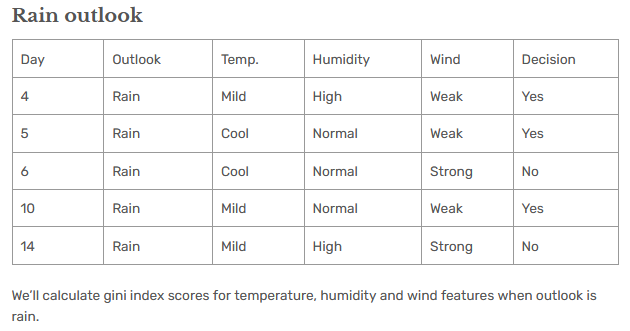 Rain outlook
Day Outlook Temp. Humidity Wind Decision
4 Rain Mild High Weak Yes
5 Rain Cool Normal Weak Yes
6 Rain Cool Normal Strong No
10 Rain Mild Normal Weak Yes
14 Rain Mild High Strong No
We’ll calculate gini index scores for temperature, humidity and wind features when outlook is
rain.